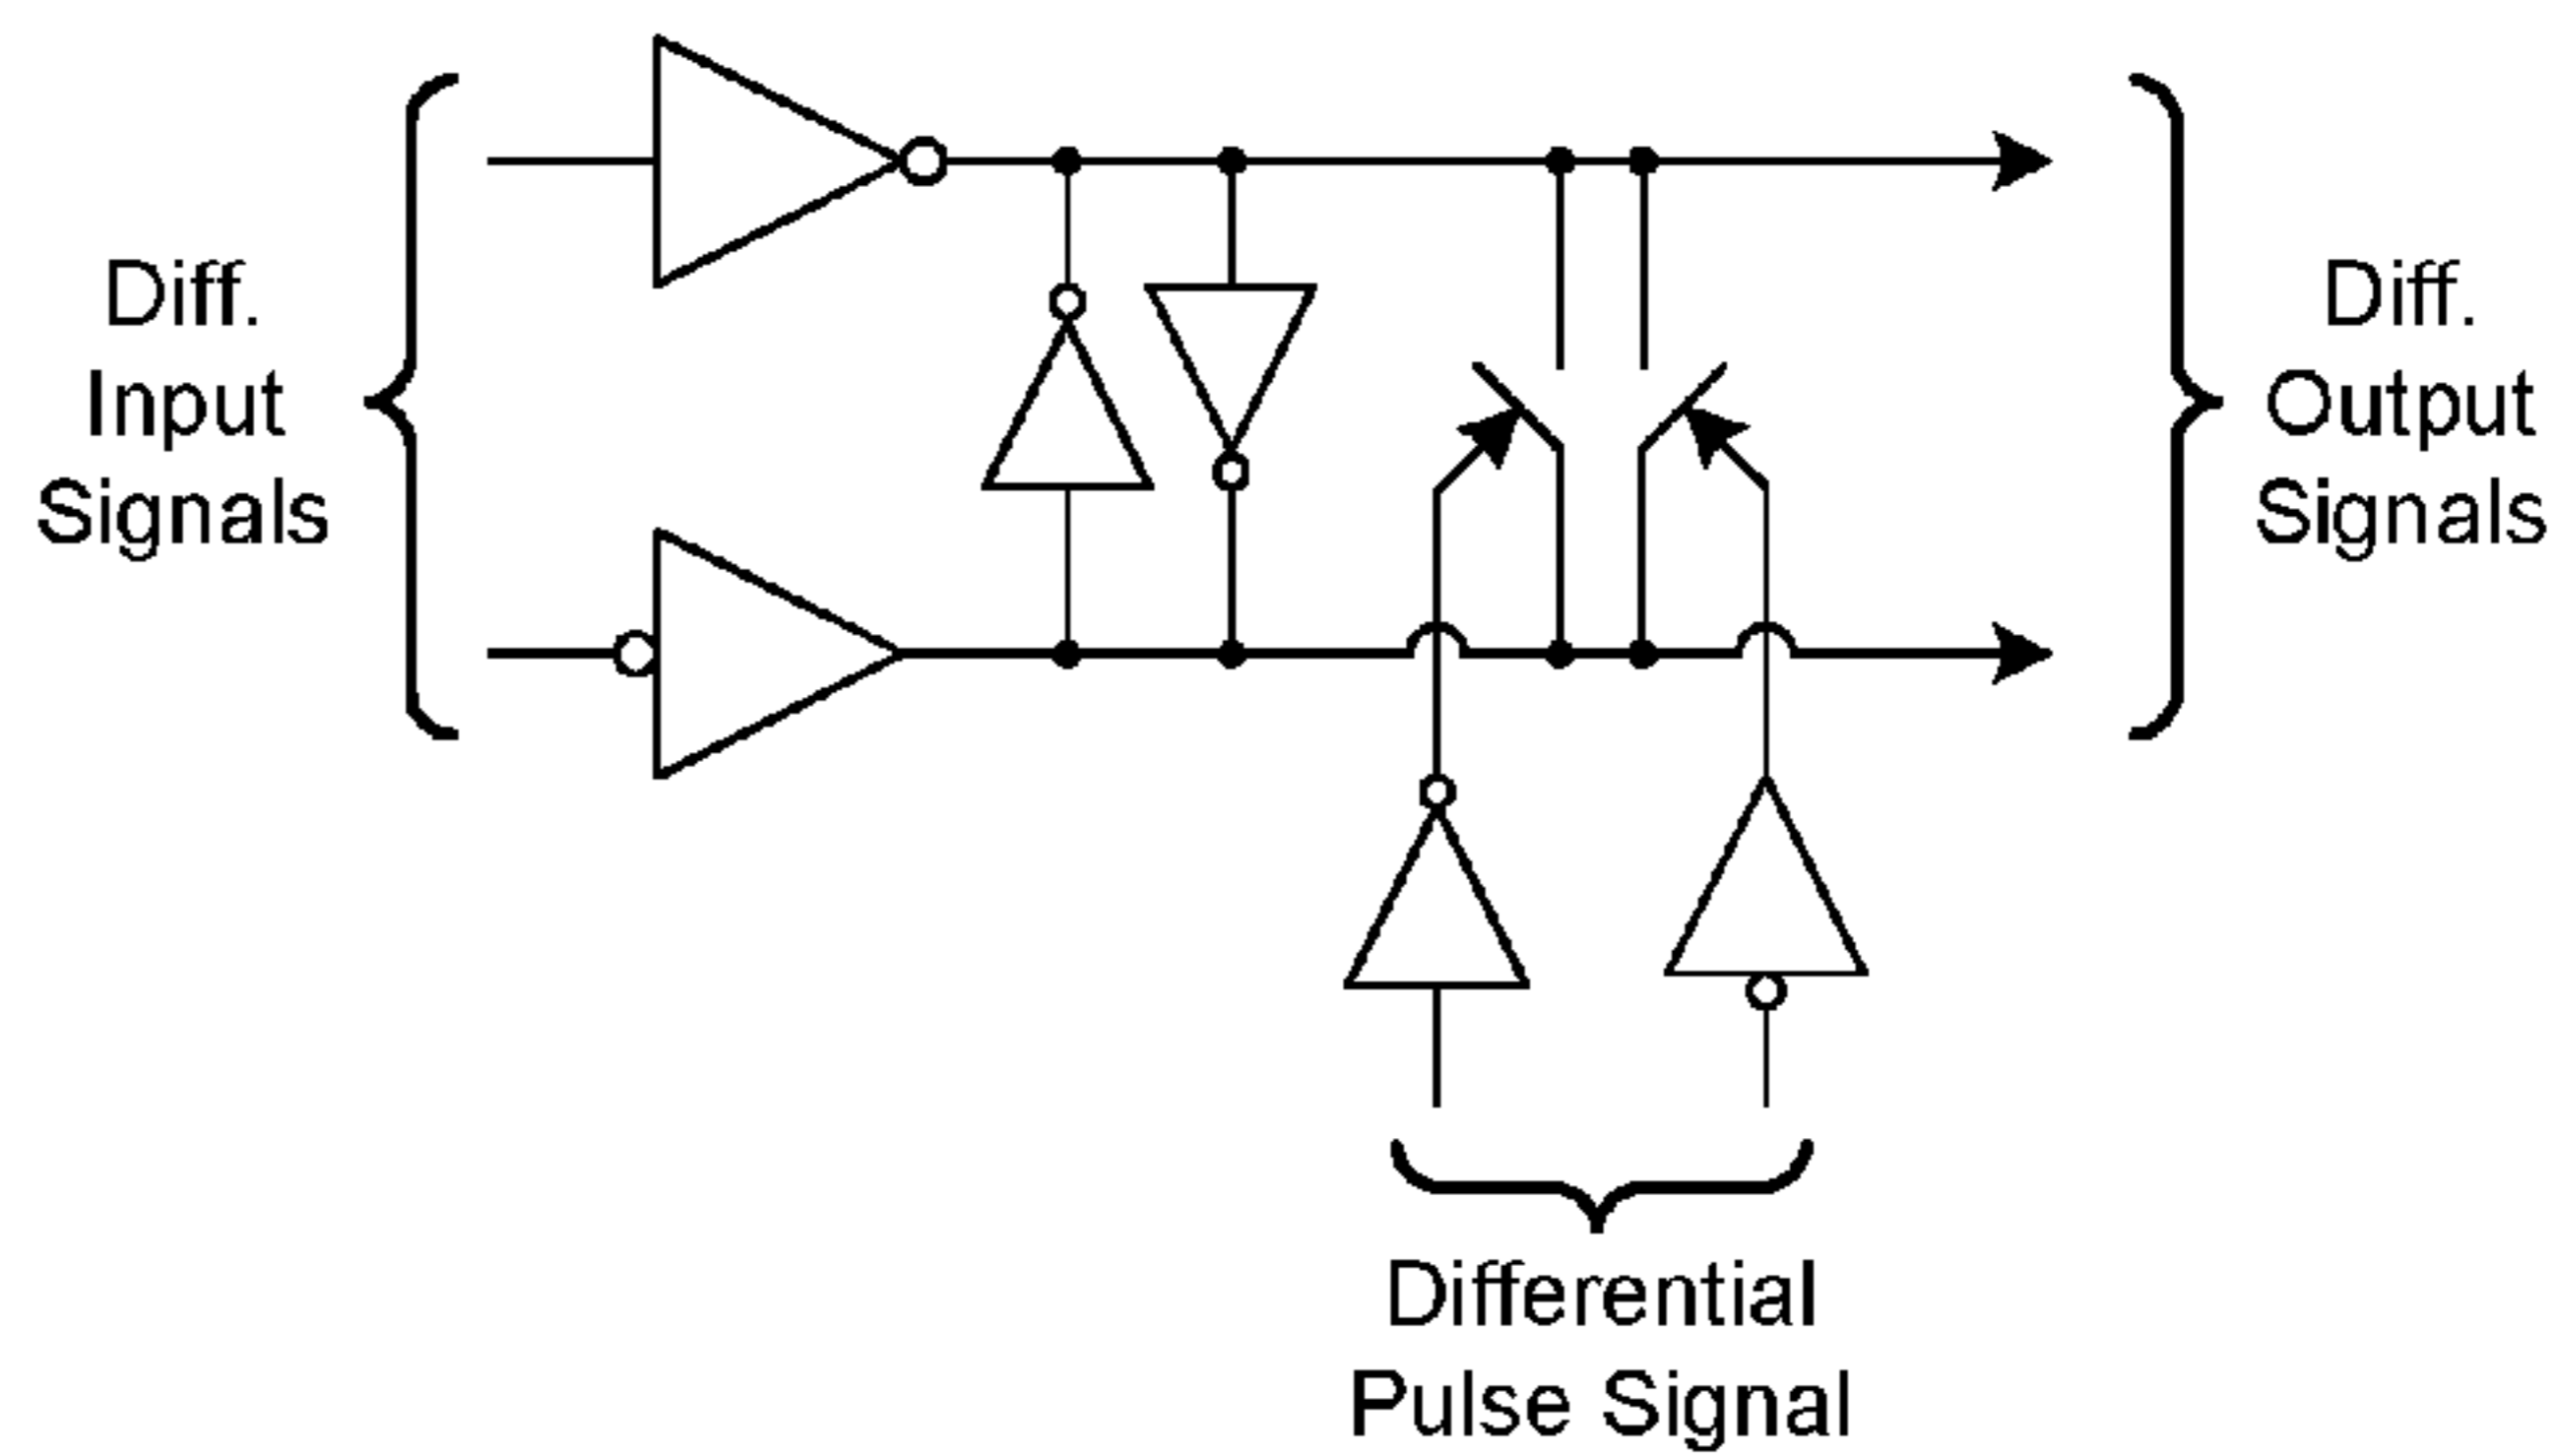 Diff.
Input
Signals
Diff.
Output
Signals
Differential
Pulse Signal